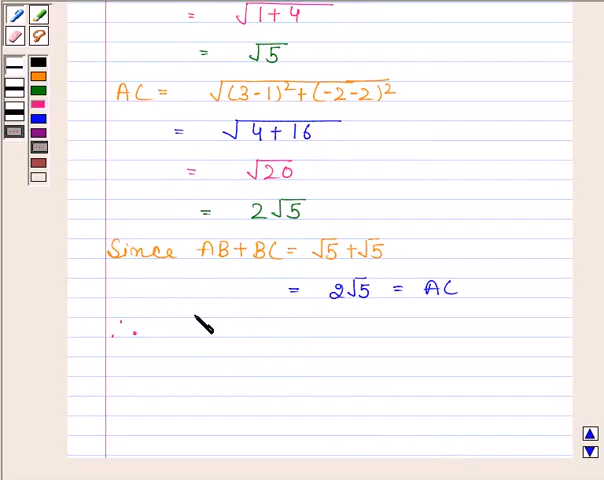 = √1+4
= √5
AC = √(3-1)²+(-2-2)²
= √4+16
= √20
= 2√5
Since AB+BC = √5+√5
= 2√5 = AC
∴